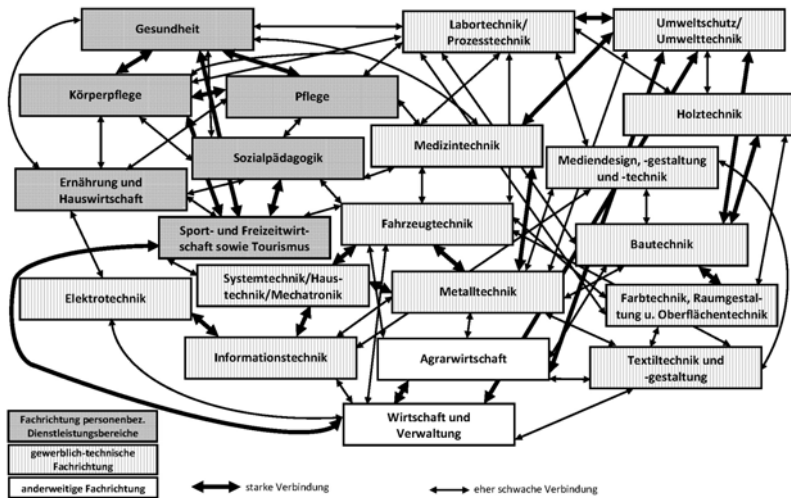 Gesundheit
Labortechnik/
Prozesstechnik
Umweltschutz/
Umwelttechnik
Körperpflege
Pflege
Holztechnik
Medizintechnik
Sozialpädagogik
Mediendesign, -gestaltung
und -technik
Ernährung und
Hauswirtschaft
Sport- und Freizeitwirt-
schaft sowie Tourismus
Fahrzeugtechnik
Bautechnik
Systemtechnik/Haus-
technik/Mechatronik
Elektrotechnik
Metalltechnik
Farbtechnik, Raumgestal-
tung u. Oberflächentechnik
Informationstechnik
Agrarwirtschaft
Textiltechnik und
-gestaltung
Wirtschaft und
Verwaltung
Fachrichtung personenbez.
Dienstleistungsbereiche
gewerblich-technische
Fachrichtung
anderweitige Fachrichtung
starke Verbindung
eher schwache Verbindung